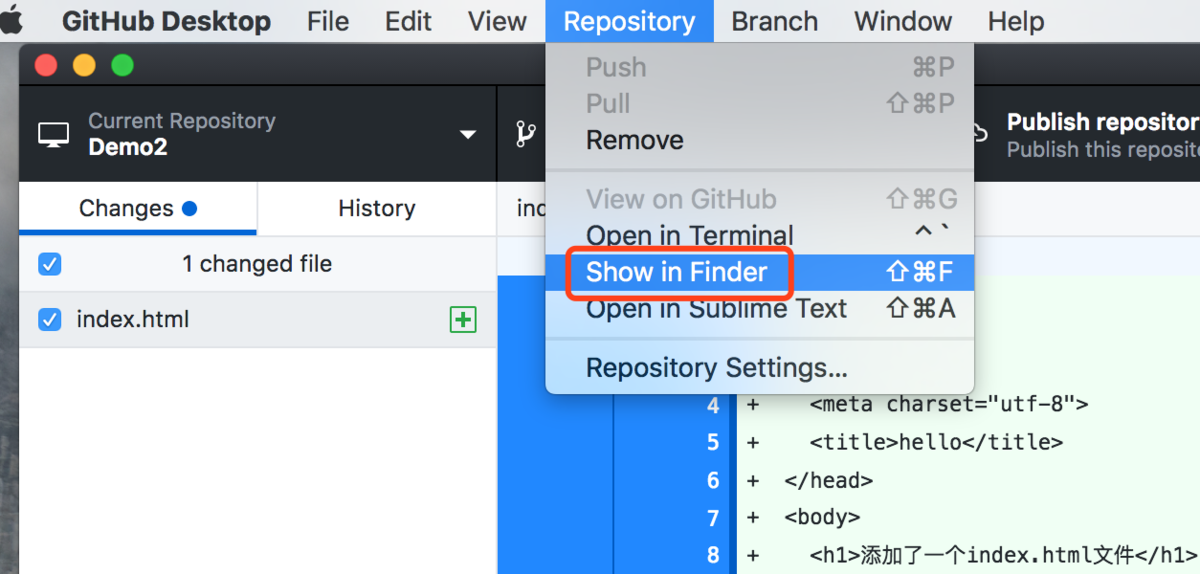 GitHub Desktop File Edit View Repository Branch Window Help
Push ⌘P
Pull ⇧⌘P
Remove
View on GitHub ⇧⌘G
Open in Terminal ⌃`
Show in Finder ⇧⌘F
Open in Sublime Text ⇧⌘A
Repository Settings...
Current Repository
Demo2
Publish repositor
Publish this reposit
Changes
History
ind
1 changed file
index.html
4 + <meta charset="utf-8">
5 + <title>hello</title>
6 + </head>
7 + <body>
8 + <h1>添加了一个index.html文件</h1>